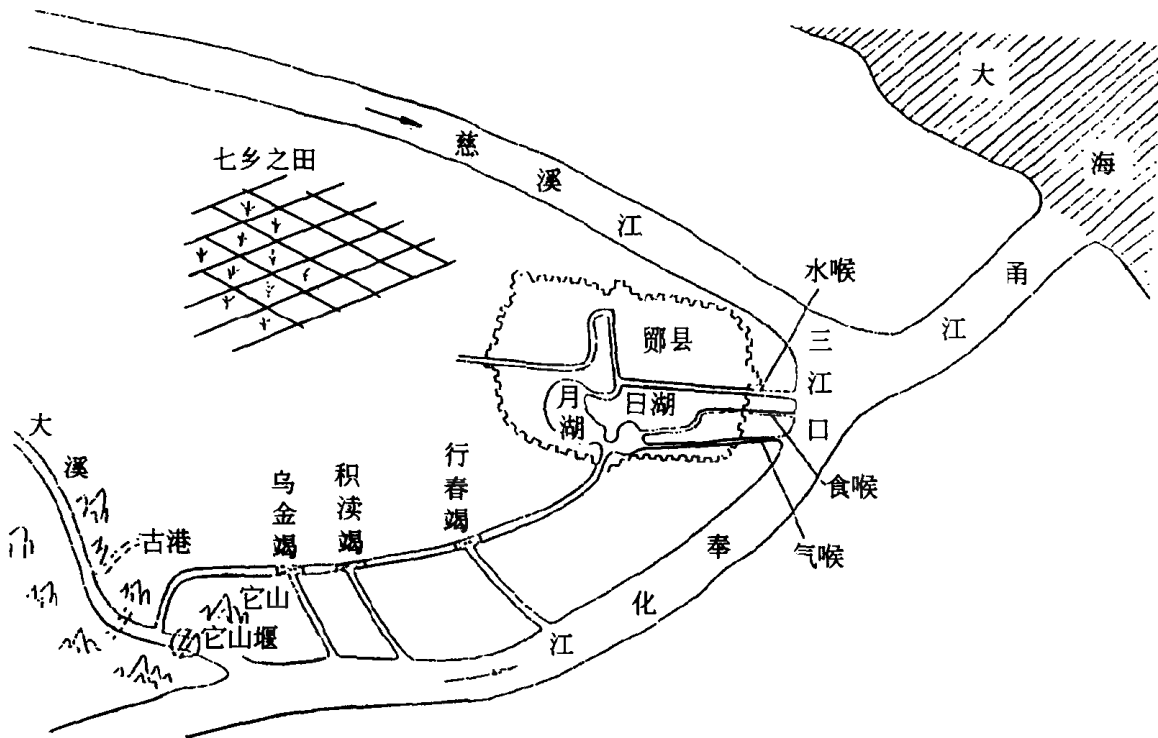 大海
七乡之田
慈溪江
甬江
水喉
鄮县
三江口
月湖
日湖
食喉
气喉
大溪
古港
乌金堨
积渎堨
行春堨
它山
它山堰
奉化江